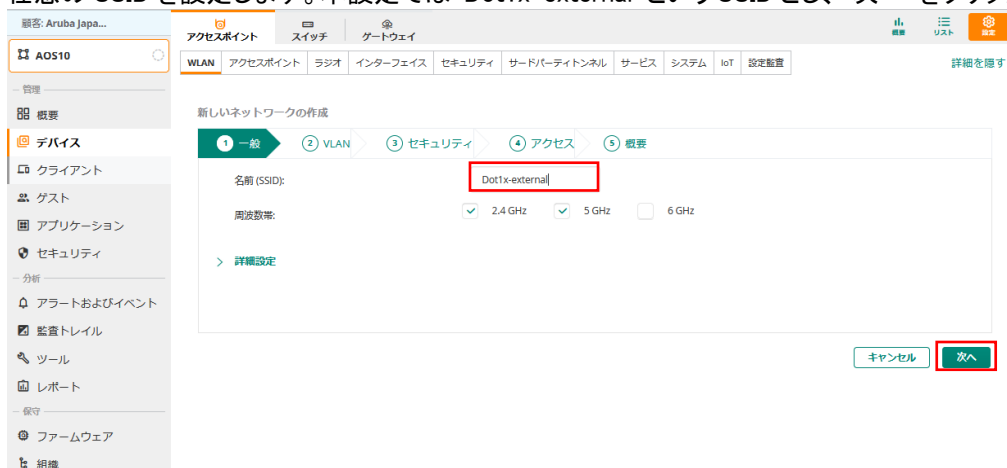 任意の SSID を設定します。本設定では Dot1x-external という SSID とし、"次へ"をクリック
顧客: Aruba Japa...
アクセスポイント
スイッチ
ゲートウェイ
概要
リスト
設定
AOS10
WLAN アクセスポイント ラジオ インターフェイス セキュリティ サードパーティトンネル サービス システム IoT 設定監査
詳細を隠す
管理
概要
デバイス
クライアント
ゲスト
アプリケーション
セキュリティ
分析
アラートおよびイベント
監査トレイル
ツール
レポート
保守
ファームウェア
組織
新しいネットワークの作成
1 一般
2 VLAN
3 セキュリティ
4 アクセス
5 概要
名前 (SSID):
Dot1x-external
周波数帯:
2.4 GHz
5 GHz
6 GHz
詳細設定
キャンセル
次へ